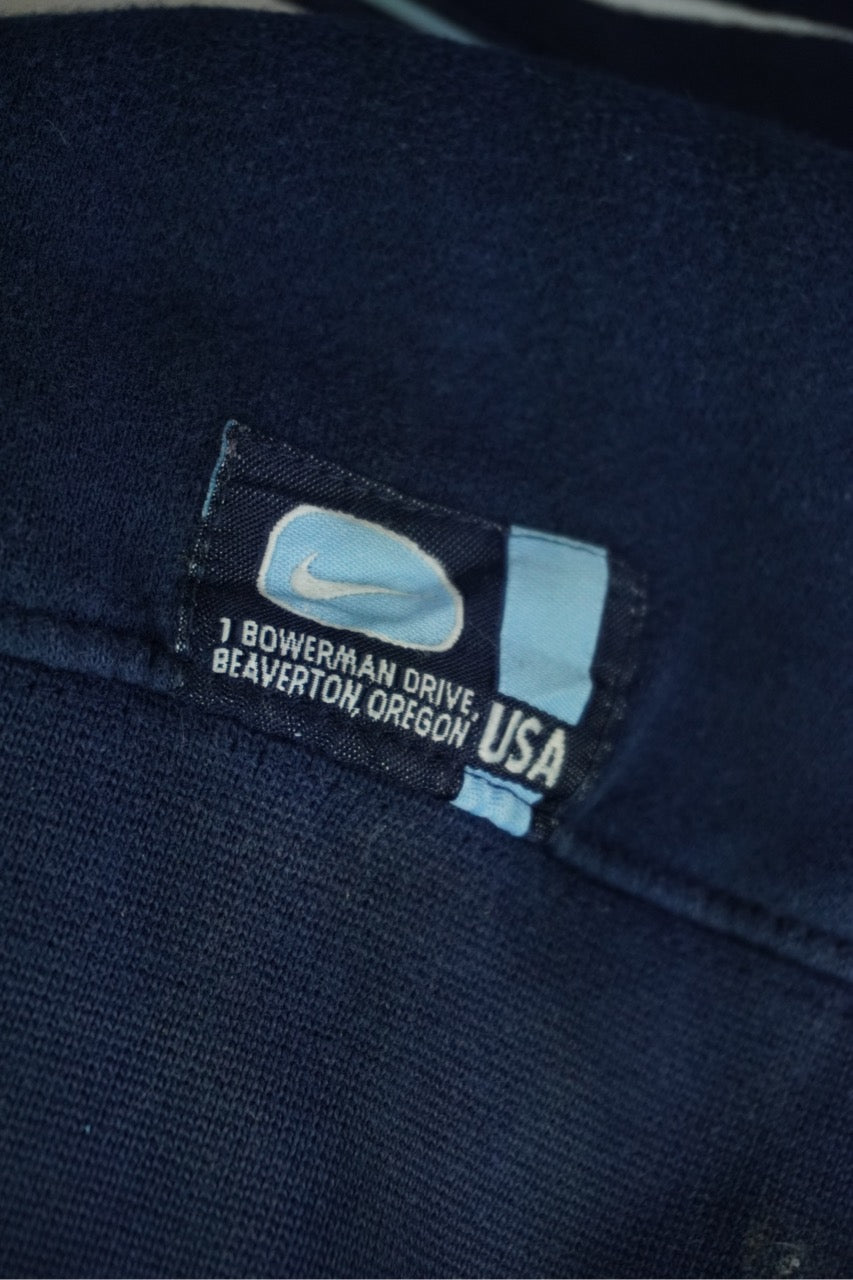 1 BOWERMAN DRIVE,
BEAVERTON, OREGON USA